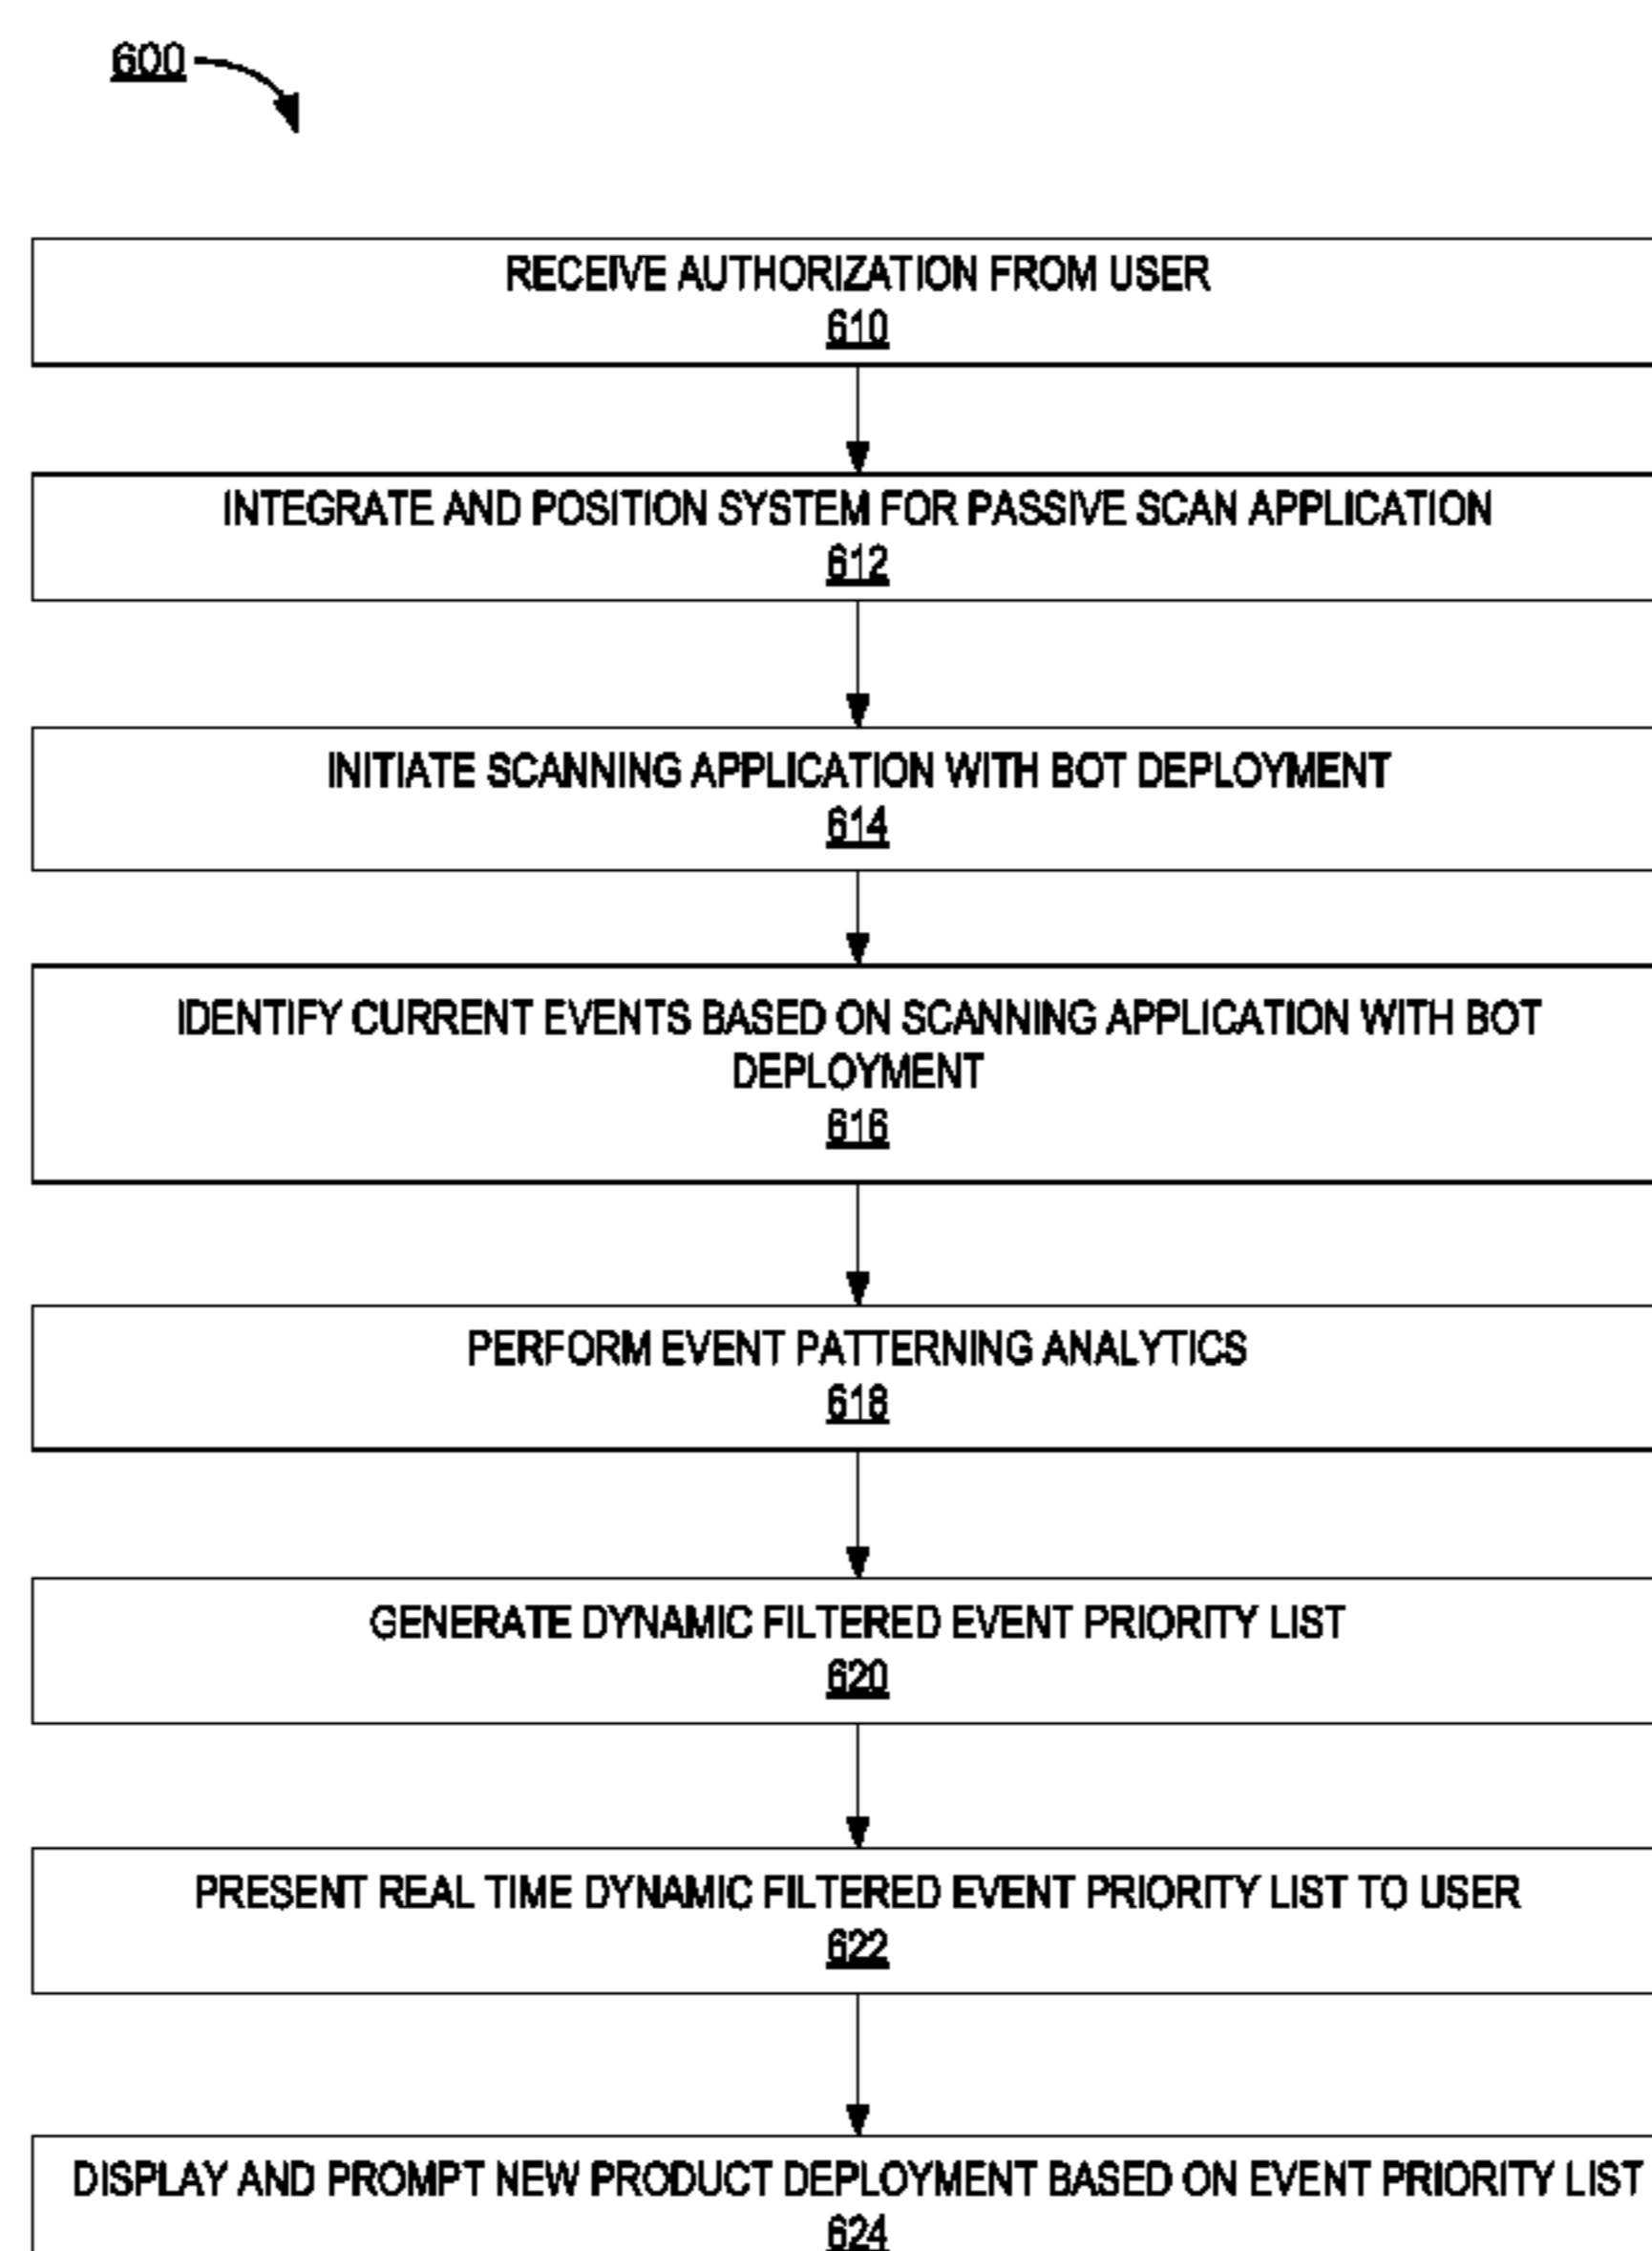 600
RECEIVE AUTHORIZATION FROM USER
610
INTEGRATE AND POSITION SYSTEM FOR PASSIVE SCAN APPLICATION
612
INITIATE SCANNING APPLICATION WITH BOT DEPLOYMENT
614
IDENTIFY CURRENT EVENTS BASED ON SCANNING APPLICATION WITH BOT
DEPLOYMENT
616
PERFORM EVENT PATTERNING ANALYTICS
618
GENERATE DYNAMIC FILTERED EVENT PRIORITY LIST
620
PRESENT REAL TIME DYNAMIC FILTERED EVENT PRIORITY LIST TO USER
622
DISPLAY AND PROMPT NEW PRODUCT DEPLOYMENT BASED ON EVENT PRIORITY LIST
624